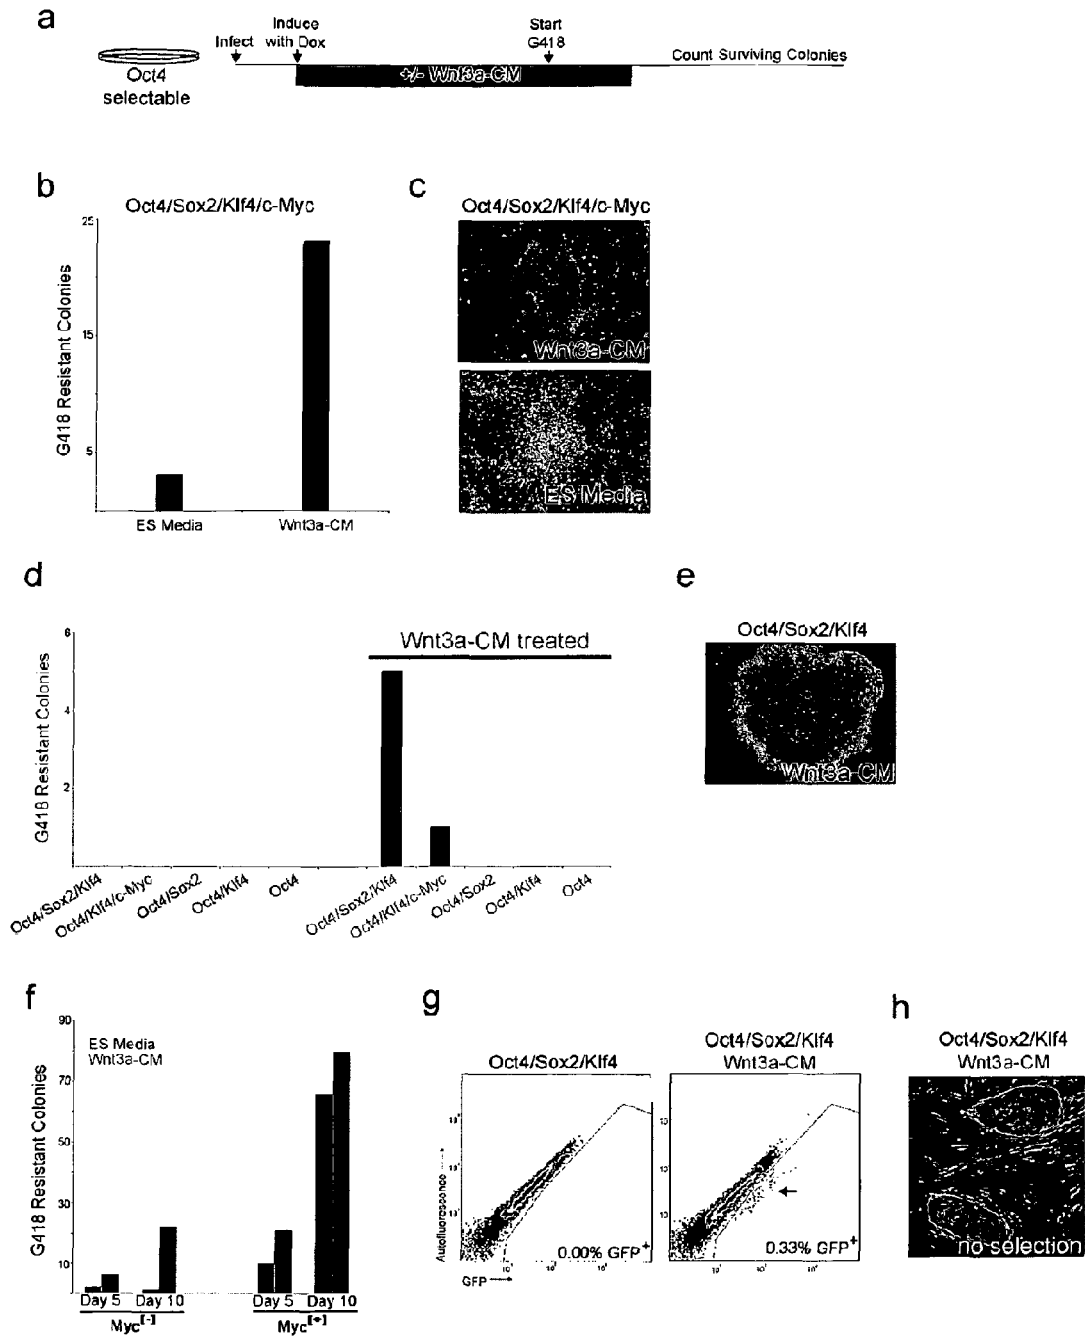 a
Infect
Induce
with Dox
Start
G418
Count Surviving Colonies
Oct4
selectable
+/- Wnt3a-CM
b
Oct4/Sox2/Klf4/c-Myc
G418 Resistant Colonies
25
15
5
ES Media
Wnt3a-CM
c
Oct4/Sox2/Klf4/c-Myc
Wnt3a-CM
ES Media
d
G418 Resistant Colonies
6
4
2
Wnt3a-CM treated
Oct4/Sox2/Klf4
Oct4/Klf4/c-Myc
Oct4/Sox2
Oct4/Klf4
Oct4
Oct4/Sox2/Klf4
Oct4/Klf4/c-Myc
Oct4/Sox2
Oct4/Klf4
Oct4
e
Oct4/Sox2/Klf4
Wnt3a-CM
f
G418 Resistant Colonies
90
70
50
30
10
ES Media
Wnt3a-CM
Day 5
Day 10
Day 5
Day 10
Myc[-]
Myc[+]
g
Oct4/Sox2/Klf4
Autofluorescence
GFP
0.00% GFP+
Oct4/Sox2/Klf4
Wnt3a-CM
0.33% GFP+
h
Oct4/Sox2/Klf4
Wnt3a-CM
no selection